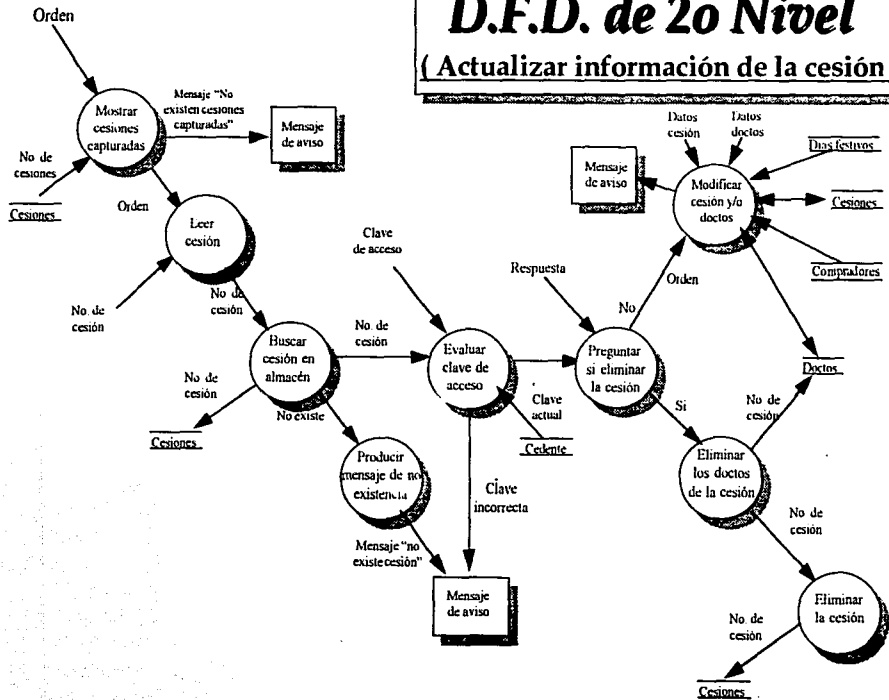 D.F.D. de 2o Nivel
( Actualizar información de la cesión
Orden
Mostrar
cesiones
capturadas
Mensaje "No
existen cesiones
capturadas"
Mensaje
de aviso
No de
cesiones
Cesiones
Orden
Leer
cesión
No. de
cesión
No de
cesión
Buscar
cesión en
almacén
No de
cesión
Cesiones
No existe
Producir
mensaje de no
existencia
Mensaje "no
existe cesión"
Mensaje
de aviso
No. de
cesión
Clave
de acceso
Evaluar
clave de
acceso
Clave
incorrecta
Clave
actual
Cedente
Respuesta
Preguntar
si eliminar
la cesión
No
Orden
Mensaje
de aviso
Datos
cesión
Datos
doctos
Modificar
cesión y/o
doctos
Dias festivos
Cesiones
Compradores
Doctos
Si
No de
cesión
Eliminar
los doctos
de la cesión
No de
cesión
Eliminar
la cesión
No. de
cesión
Cesiones